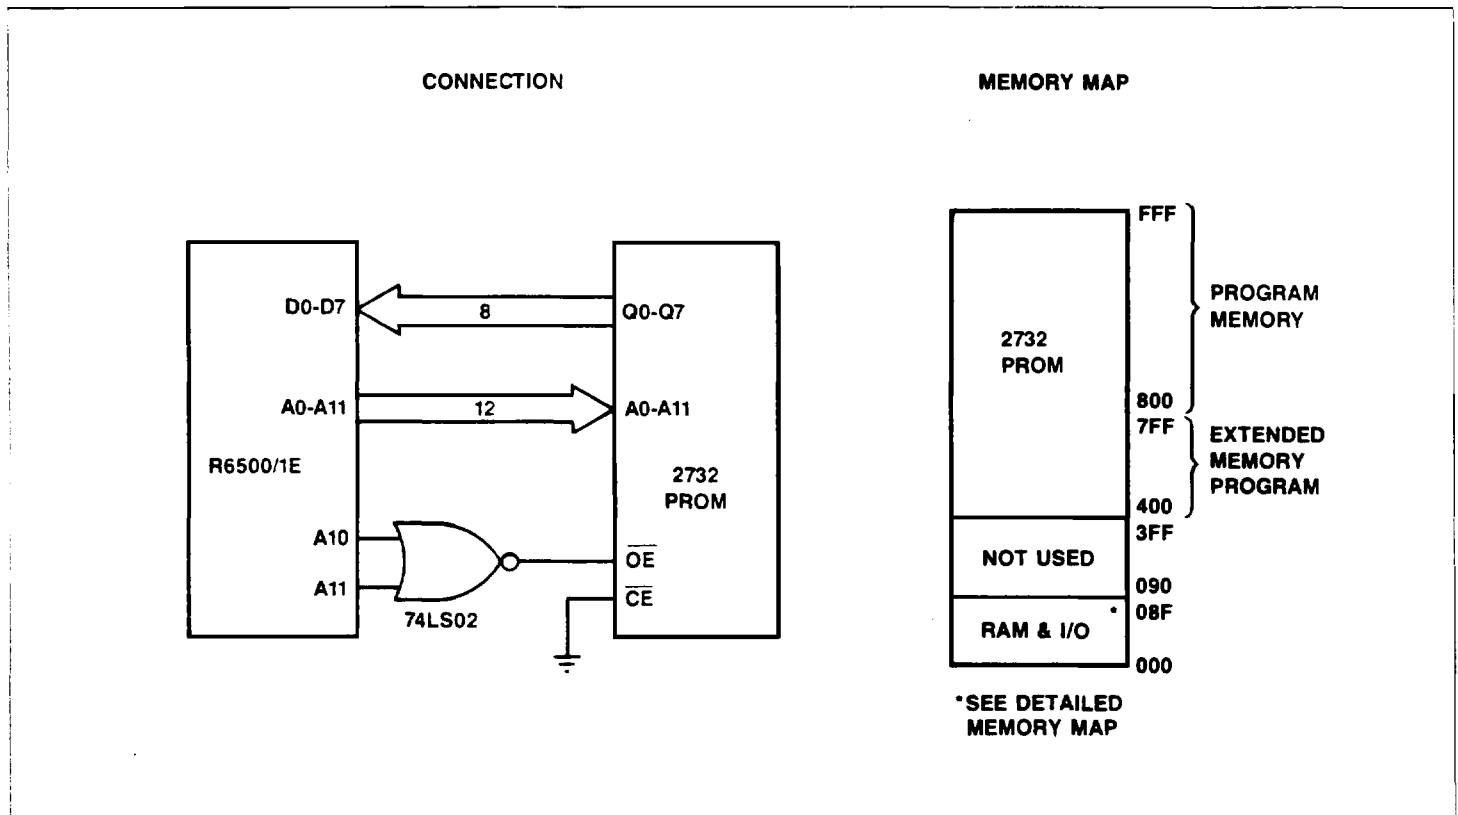 CONNECTION
MEMORY MAP
D0-D7
8
Q0-Q7
A0-A11
12
A0-A11
R6500/1E
2732
PROM
A10
A11
74LS02
OE
CE
FFF
PROGRAM
MEMORY
2732
PROM
800
7FF
EXTENDED
MEMORY
PROGRAM
400
3FF
NOT USED
090
* 08F
RAM & I/O
000
*SEE DETAILED
MEMORY MAP